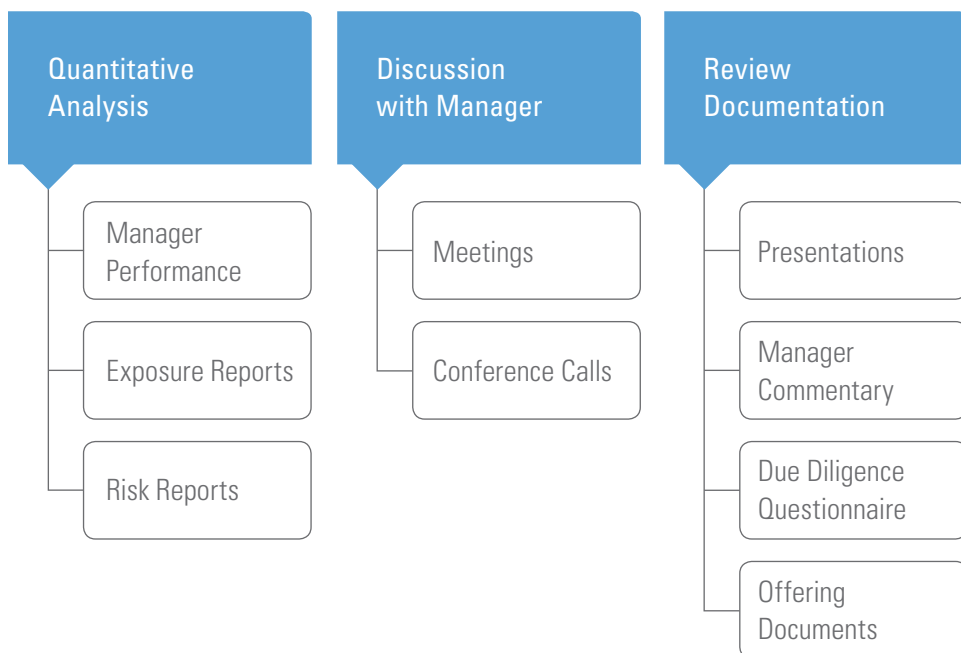 Quantitative
Analysis
Manager
Performance
Exposure Reports
Risk Reports
Discussion
with Manager
Meetings
Conference Calls
Review
Documentation
Presentations
Manager
Commentary
Due Diligence
Questionnaire
Offering
Documents